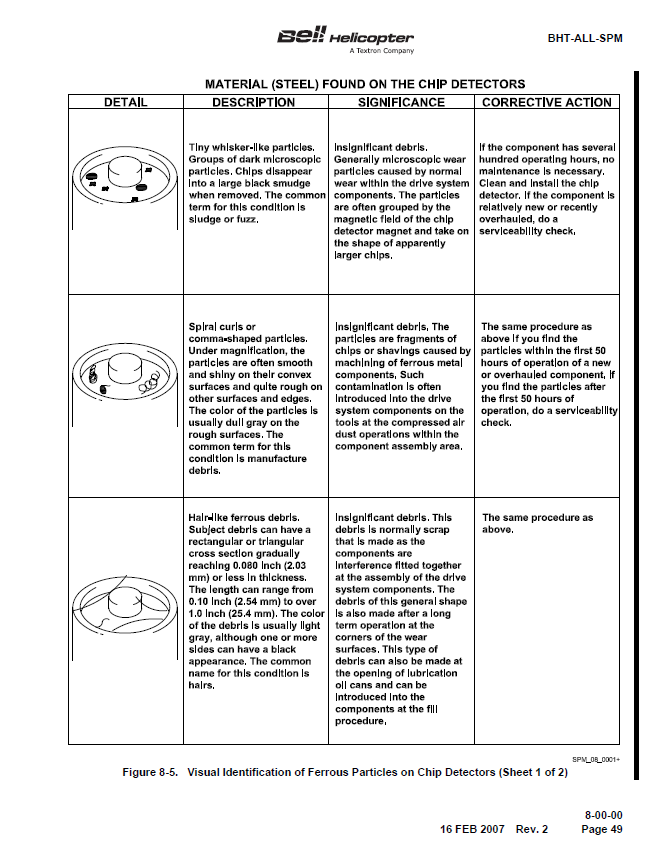 Bell Helicopter
A Textron Company
BHT-ALL-SPM
MATERIAL (STEEL) FOUND ON THE CHIP DETECTORS
DETAIL
DESCRIPTION
SIGNIFICANCE
CORRECTIVE ACTION
Tiny whisker-like particles.
Groups of dark microscopic
particles. Chips disappear
into a large black smudge
when removed. The common
term for this condition is
sludge or fuzz.
Insignificant debris.
Generally microscopic wear
particles caused by normal
wear within the drive system
components. The particles
are often grouped by the
magnetic field of the chip
detector magnet and take on
the shape of apparently
larger chips.
If the component has several
hundred operating hours, no
maintenance is necessary.
Clean and install the chip
detector. If the component is
relatively new or recently
overhauled, do a
serviceability check.
Spiral curls or
comma-shaped particles.
Under magnification, the
particles are often smooth
and shiny on their convex
surfaces and quite rough on
other surfaces and edges.
The color of the particles is
usually dull gray on the
rough surfaces. The
common term for this
condition is manufacture
debris.
Insignificant debris. The
particles are fragments of
chips or shavings caused by
machining of ferrous metal
components. Such
contamination is often
introduced into the drive
system components on the
tools at the compressed air
dust operations within the
component assembly area.
The same procedure as
above if you find the
particles within the first 50
hours of operation of a new
or overhauled component. If
you find the particles after
the first 50 hours of
operation, do a serviceability
check.
Hair-like ferrous debris.
Subject debris can have a
rectangular or triangular
cross section gradually
reaching 0.080 inch (2.03
mm) or less in thickness.
The length can range from
0.10 inch (2.54 mm) to over
1.0 inch (25.4 mm). The color
of the debris is usually light
gray, although one or more
sides can have a black
appearance. The common
name for this condition is
hairs.
Insignificant debris. This
debris is normally scrap
that is made as the
components are
interference fitted together
at the assembly of the drive
system components. The
debris of this general shape
is also made after a long
term operation at the
corners of the wear
surfaces. This type of
debris can also be made at
the opening of lubrication
oil cans and can be
introduced into the
components at the fill
procedure.
The same procedure as
above.
SPM_08_0001+
Figure 8-5. Visual Identification of Ferrous Particles on Chip Detectors (Sheet 1 of 2)
8-00-00
16 FEB 2007 Rev. 2 Page 49